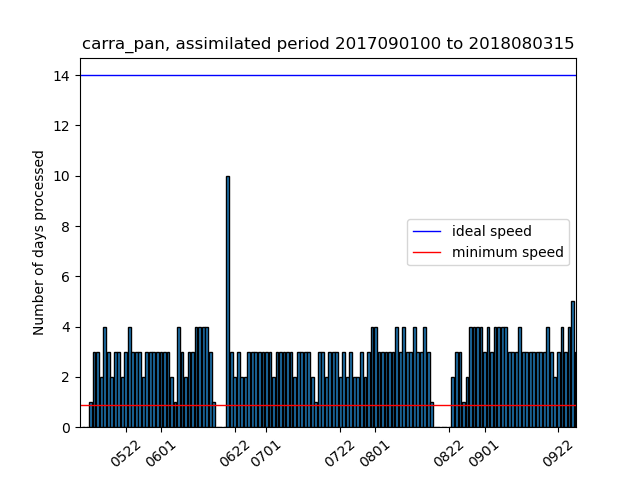 carra_pan, assimilated period 2017090100 to 2018080315
Number of days processed
14
12
10
8
6
4
2
0
ideal speed
minimum speed
0522 0601 0622 0701 0722 0801 0822 0901 0922